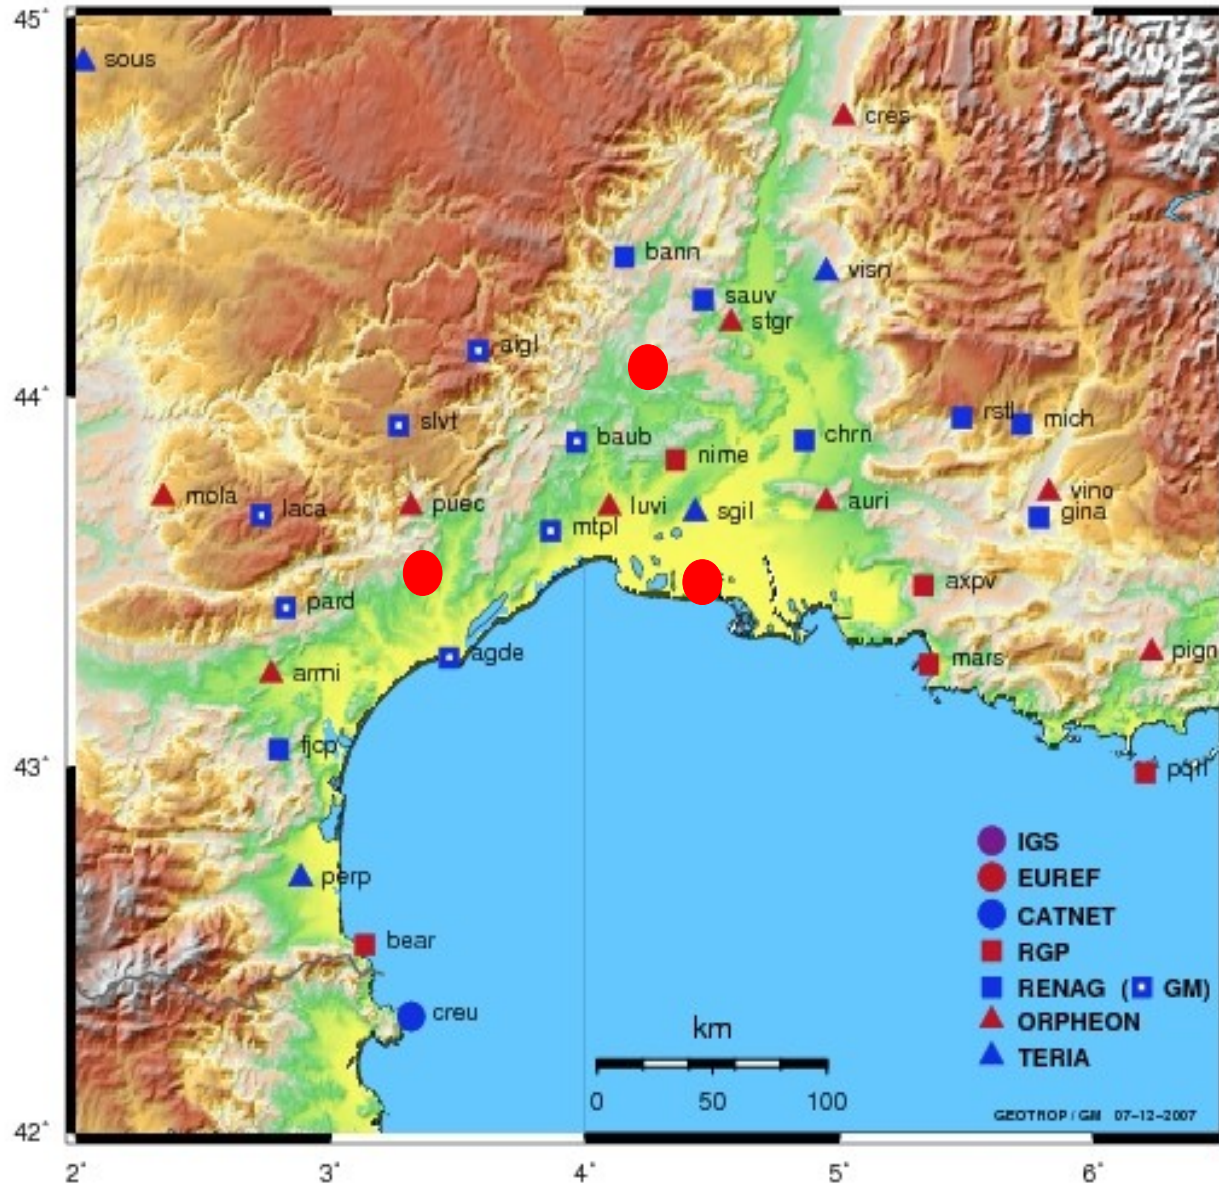 45°
sous
cres
bann
visn
sauv
stgr
aigl
44°
slvt
baub
nime
chrn
rstl
mich
mola
laca
puec
mtpl
luvi
sgil
auri
vino
gina
pard
axpv
agde
mars
pign
armi
fjcp
43°
pqrl
perp
bear
creu
IGS
EUREF
CATNET
RGP
RENAG ( GM)
ORPHEON
TERIA
km
0 50 100
GEOTROP / GM 07-12-2007
42°
2° 3° 4° 5° 6°